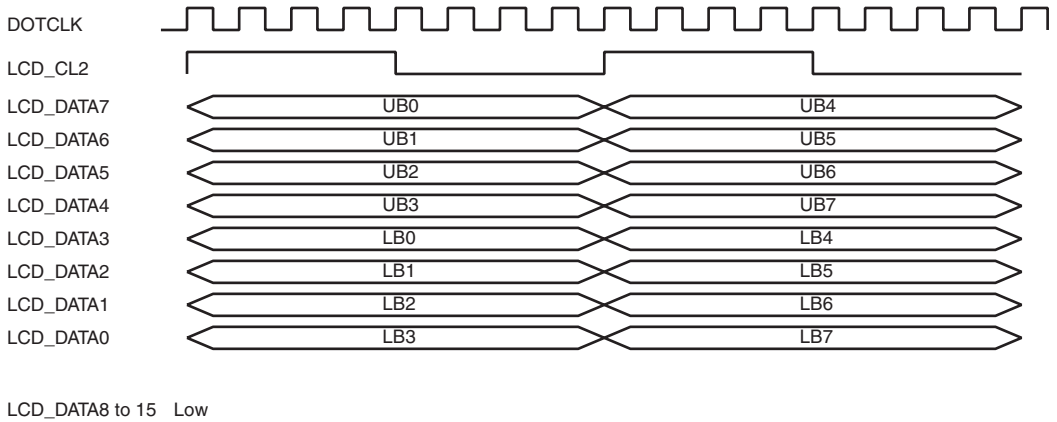 DOTCLK
LCD_CL2
LCD_DATA7 UB0 UB4
LCD_DATA6 UB1 UB5
LCD_DATA5 UB2 UB6
LCD_DATA4 UB3 UB7
LCD_DATA3 LB0 LB4
LCD_DATA2 LB1 LB5
LCD_DATA1 LB2 LB6
LCD_DATA0 LB3 LB7
LCD_DATA8 to 15 Low